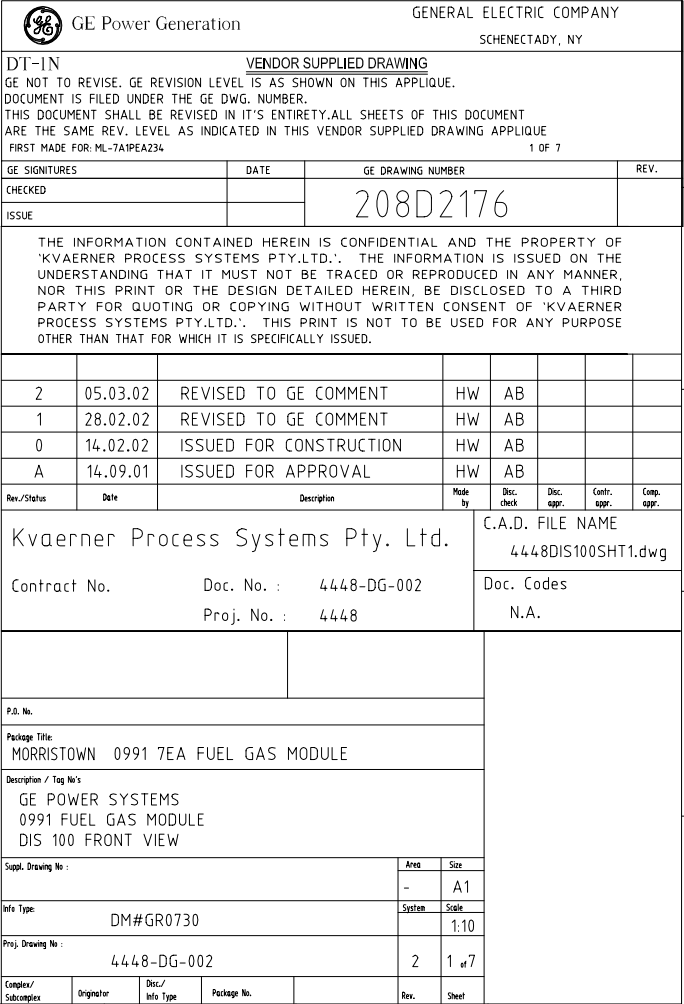 GE Power Generation
GENERAL ELECTRIC COMPANY
SCHENECTADY, NY
DT-1N
VENDOR SUPPLIED DRAWING
GE NOT TO REVISE. GE REVISION LEVEL IS AS SHOWN ON THIS APPLIQUE.
DOCUMENT IS FILED UNDER THE GE DWG. NUMBER.
THIS DOCUMENT SHALL BE REVISED IN IT'S ENTIRETY.ALL SHEETS OF THIS DOCUMENT
ARE THE SAME REV. LEVEL AS INDICATED IN THIS VENDOR SUPPLIED DRAWING APPLIQUE
FIRST MADE FOR: ML-7A1PEA234 1 OF 7
GE SIGNITURES DATE GE DRAWING NUMBER REV.
CHECKED
ISSUE
208D2176
THE INFORMATION CONTAINED HEREIN IS CONFIDENTIAL AND THE PROPERTY OF
'KVAERNER PROCESS SYSTEMS PTY.LTD.'. THE INFORMATION IS ISSUED ON THE
UNDERSTANDING THAT IT MUST NOT BE TRACED OR REPRODUCED IN ANY MANNER,
NOR THIS PRINT OR THE DESIGN DETAILED HEREIN, BE DISCLOSED TO A THIRD
PARTY FOR QUOTING OR COPYING WITHOUT WRITTEN CONSENT OF 'KVAERNER
PROCESS SYSTEMS PTY.LTD.'. THIS PRINT IS NOT TO BE USED FOR ANY PURPOSE
OTHER THAN THAT FOR WHICH IT IS SPECIFICALLY ISSUED.
2 05.03.02 REVISED TO GE COMMENT HW AB
1 28.02.02 REVISED TO GE COMMENT HW AB
0 14.02.02 ISSUED FOR CONSTRUCTION HW AB
A 14.09.01 ISSUED FOR APPROVAL HW AB
Rev./Status Date Description Made by Disc. check Disc. appr. Contr. appr. Comp. appr.
Kvaerner Process Systems Pty. Ltd.
C.A.D. FILE NAME
4448DIS100SHT1.dwg
Contract No. Doc. No. : 4448-DG-002
Proj. No. : 4448
Doc. Codes
N.A.
P.O. No.
Package Title:
MORRISTOWN 0991 7EA FUEL GAS MODULE
Description / Tag No's
GE POWER SYSTEMS
0991 FUEL GAS MODULE
DIS 100 FRONT VIEW
Suppl. Drawing No : Area Size
- A1
Info Type: System Scale
DM#GR0730 1:10
Proj. Drawing No :
4448-DG-002 2 1 of 7
Complex/ Subcomplex Originator Disc./ Info Type Package No. Rev. Sheet